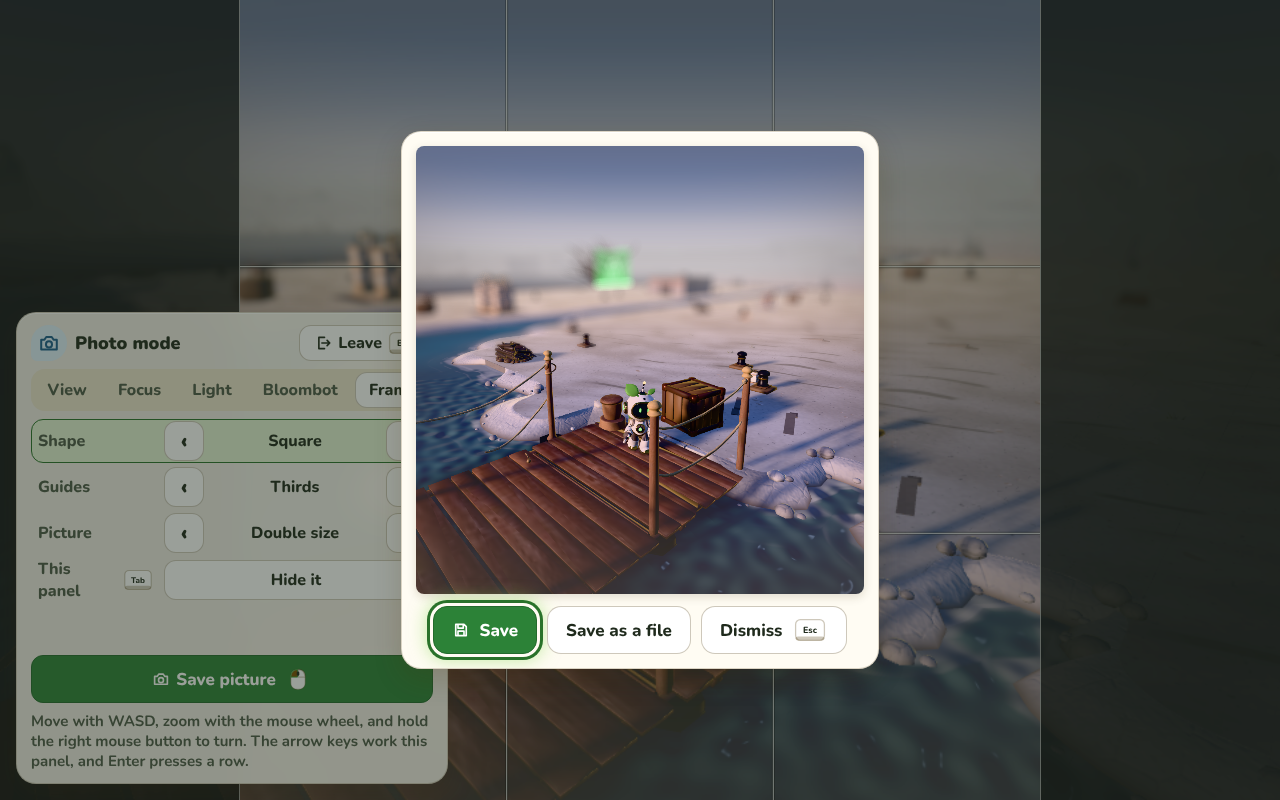 Photo mode
Leave
View Focus Light Bloombot Fram
Shape Square
Guides Thirds
Picture Double size
This panel Tab Hide it
Save picture
Move with WASD, zoom with the mouse wheel, and hold
the right mouse button to turn. The arrow keys work this
panel, and Enter presses a row.
Save Save as a file Dismiss Esc